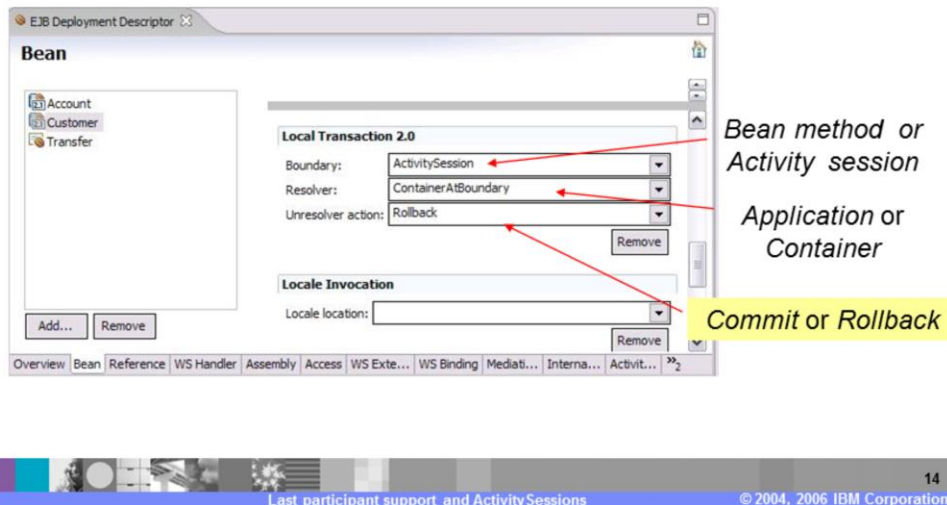 EJB Deployment Descriptor
Bean
Account
Customer
Transfer
Add... Remove
Local Transaction 2.0
Boundary: ActivitySession
Resolver: ContainerAtBoundary
Unresolver action: Rollback
Remove
Locale Invocation
Locale location:
Remove
Overview Bean Reference WS Handler Assembly Access WS Exte... WS Binding Mediati... Interna... Activit... »2
Bean method or
Activity session
Application or
Container
Commit or Rollback
14
Last participant support and ActivitySessions
© 2004, 2006 IBM Corporation